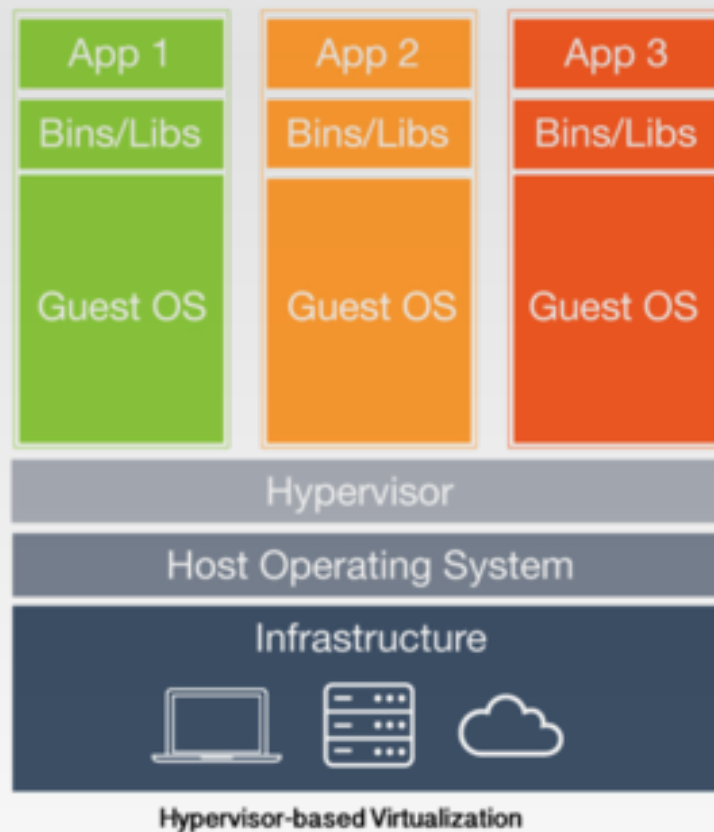 App 1
App 2
App 3
Bins/Libs
Bins/Libs
Bins/Libs
Guest OS
Guest OS
Guest OS
Hypervisor
Host Operating System
Infrastructure
Hypervisor-based Virtualization